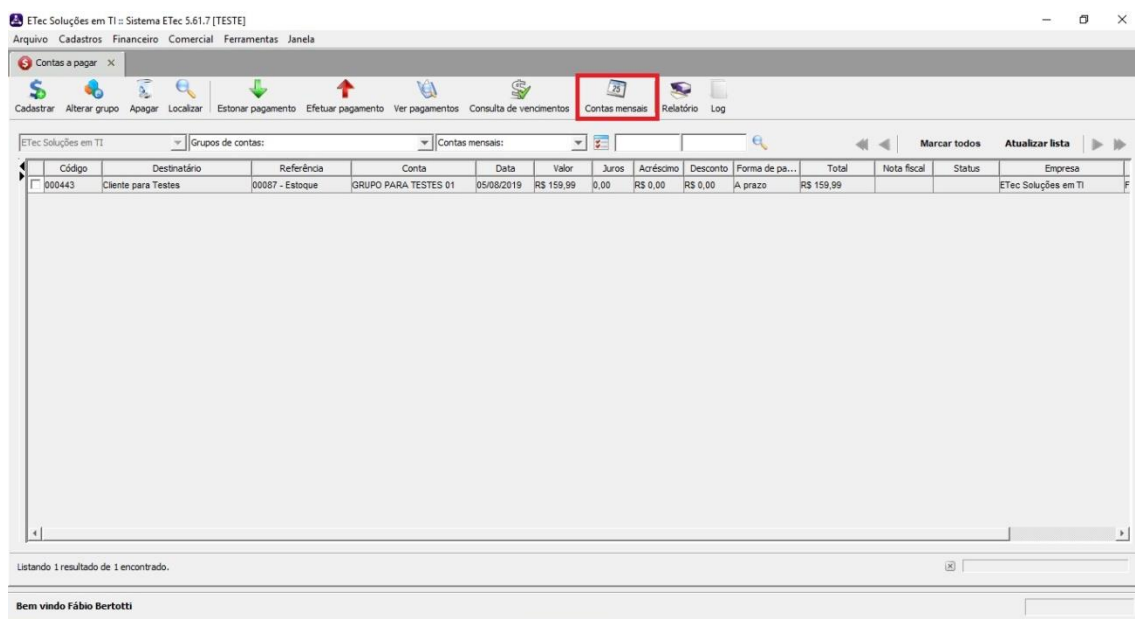 ETec Soluções em TI :: Sistema ETec 5.61.7 [TESTE]
Arquivo Cadastros Financeiro Comercial Ferramentas Janela
Contas a pagar
Cadastrar Alterar grupo Apagar Localizar Estonar pagamento Efetuar pagamento Ver pagamentos Consulta de vencimentos Contas mensais Relatório Log
ETec Soluções em TI Grupos de contas: Contas mensais: Marcar todos Atualizar lista
Código Destinatário Referência Conta Data Valor Juros Acréscimo Desconto Forma de pa... Total Nota fiscal Status Empresa
000443 Cliente para Testes 00087 - Estoque GRUPO PARA TESTES 01 05/08/2019 R$ 159,99 0,00 R$ 0,00 R$ 0,00 A prazo R$ 159,99 ETec Soluções em TI F
Listando 1 resultado de 1 encontrado.
Bem vindo Fábio Bertotti